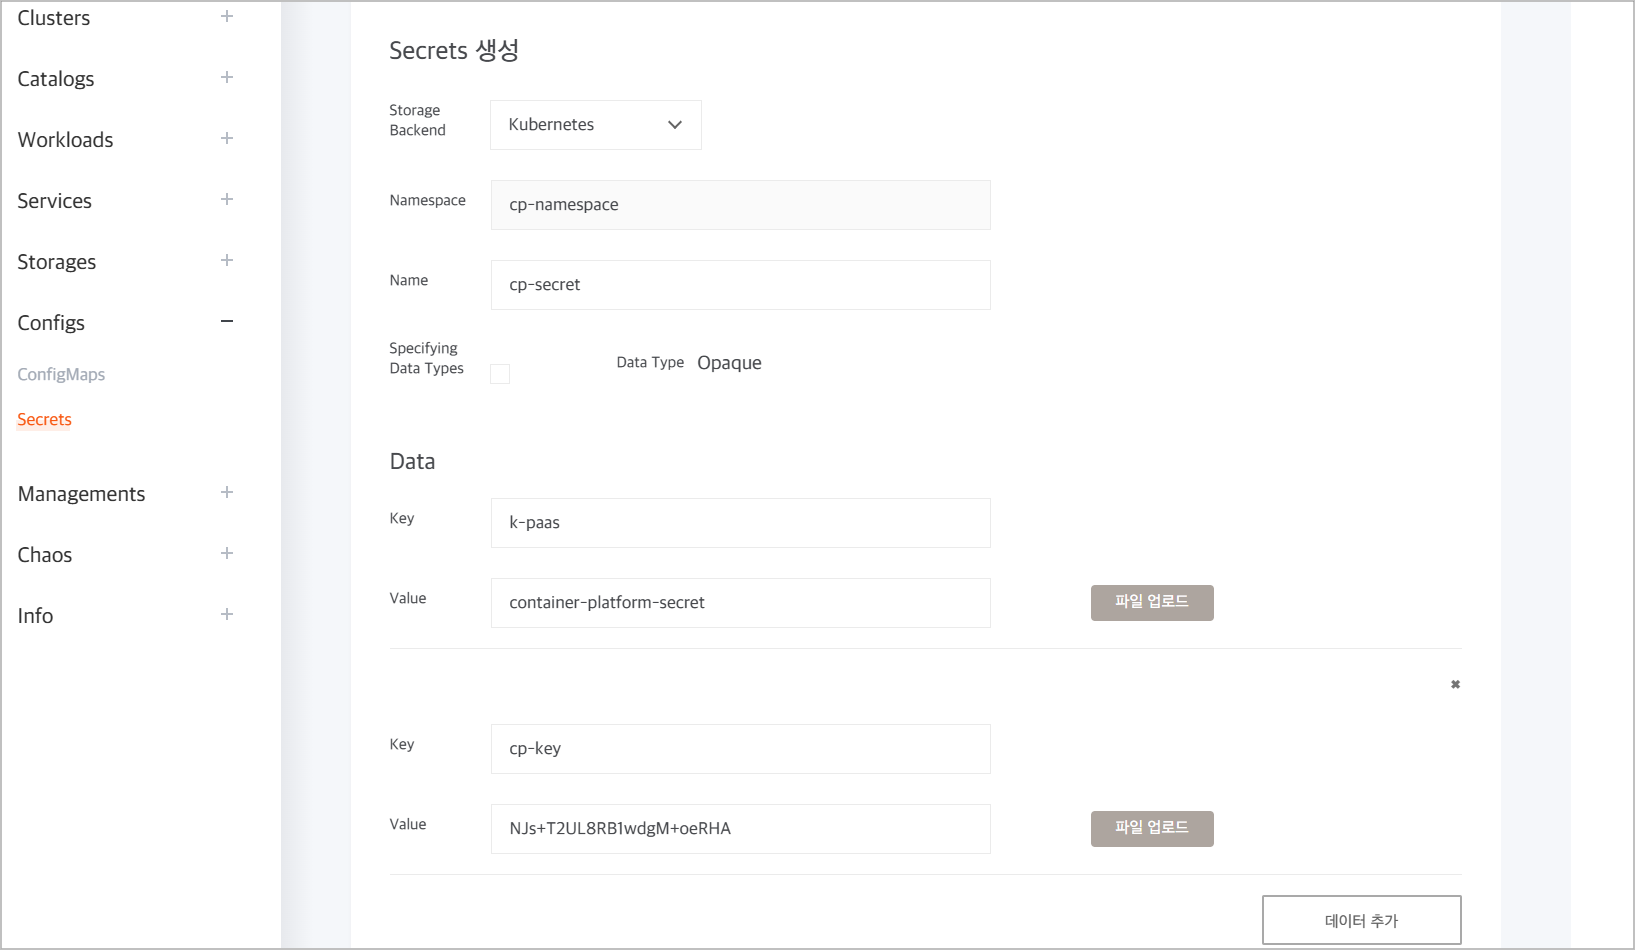 Clusters
Catalogs
Workloads
Services
Storages
Configs
ConfigMaps
Secrets
Managements
Chaos
Info
Secrets 생성
Storage
Backend
Kubernetes
Namespace
cp-namespace
Name
cp-secret
Specifying
Data Types
Data Type Opaque
Data
Key
k-paas
Value
container-platform-secret
파일 업로드
Key
cp-key
Value
NJs+T2UL8RB1wdgM+oeRHA
파일 업로드
데이터 추가